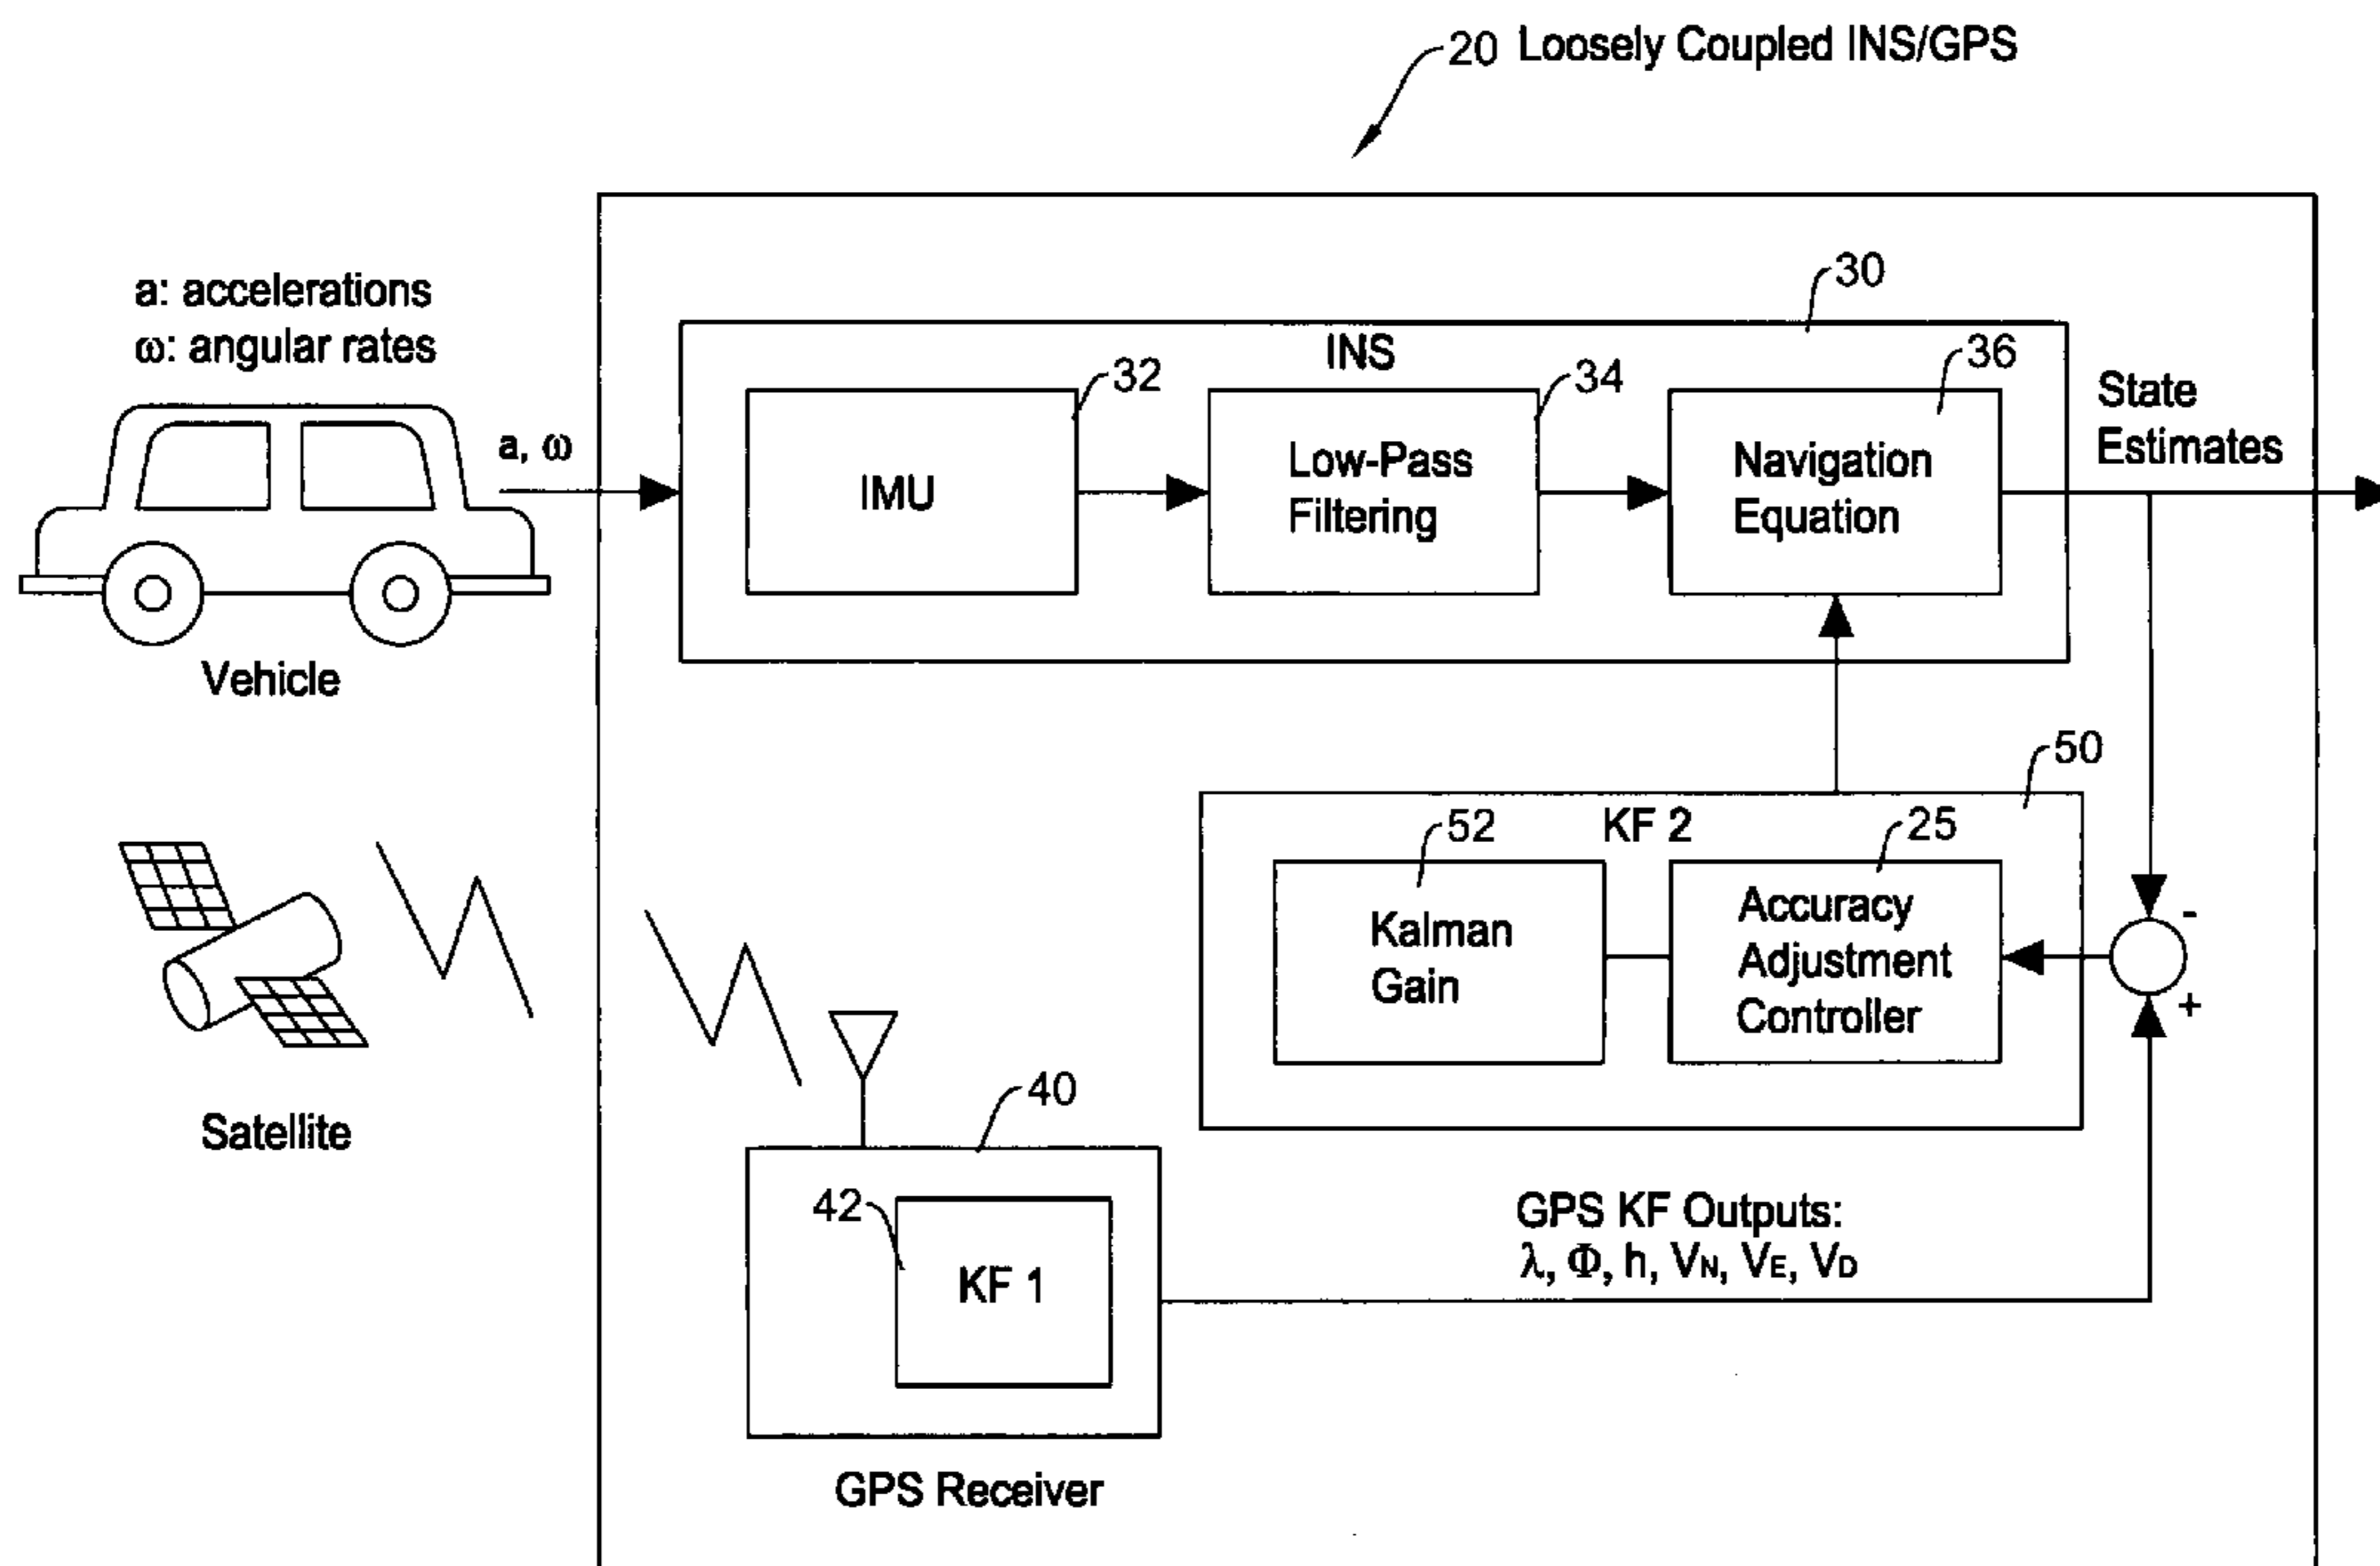 20 Loosely Coupled INS/GPS
a: accelerations
ω: angular rates
a, ω
Vehicle
30
INS
32
IMU
34
Low-Pass
Filtering
36
Navigation
Equation
State
Estimates
50
KF 2
52
Kalman
Gain
25
Accuracy
Adjustment
Controller
-
+
Satellite
40
42
KF 1
GPS Receiver
GPS KF Outputs:
λ, Φ, h, VN, VE, VD